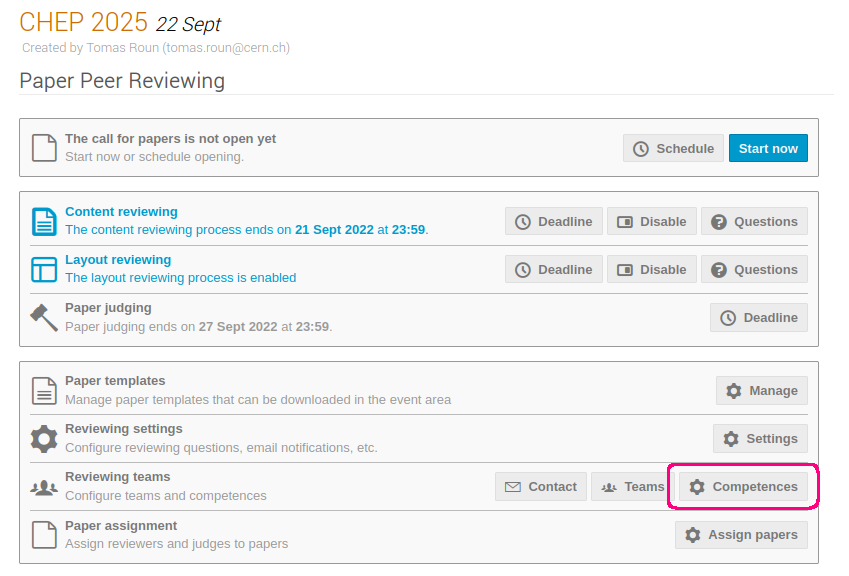 CHEP 2025 22 Sept
Created by Tomas Roun (tomas.roun@cern.ch)
Paper Peer Reviewing
The call for papers is not open yet
Start now or schedule opening.
Schedule
Start now
Content reviewing
The content reviewing process ends on 21 Sept 2022 at 23:59.
Deadline
Disable
Questions
Layout reviewing
The layout reviewing process is enabled
Deadline
Disable
Questions
Paper judging
Paper judging ends on 27 Sept 2022 at 23:59.
Deadline
Paper templates
Manage paper templates that can be downloaded in the event area
Manage
Reviewing settings
Configure reviewing questions, email notifications, etc.
Settings
Reviewing teams
Configure teams and competences
Contact
Teams
Competences
Paper assignment
Assign reviewers and judges to papers
Assign papers